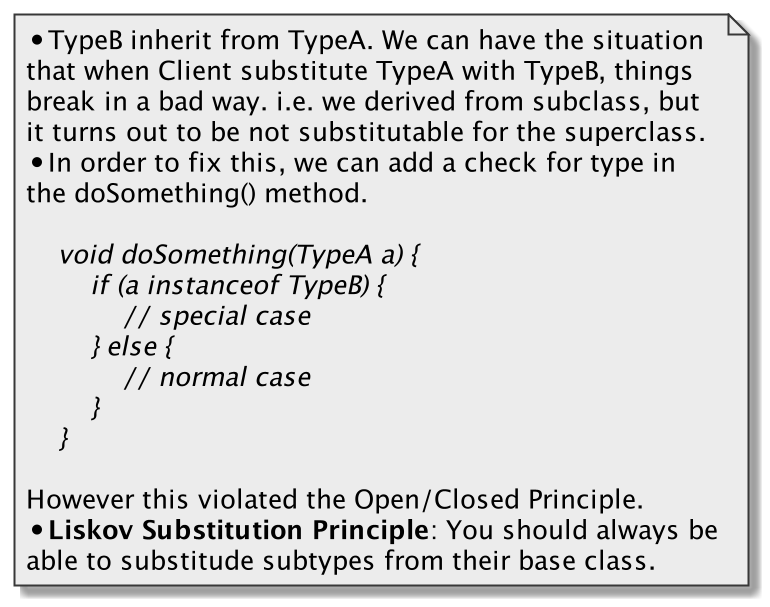 •TypeB inherit from TypeA. We can have the situation
that when Client substitute TypeA with TypeB, things
break in a bad way. i.e. we derived from subclass, but
it turns out to be not substitutable for the superclass.
•In order to fix this, we can add a check for type in
the doSomething() method.
void doSomething(TypeA a) {
if (a instanceof TypeB) {
// special case
} else {
// normal case
}
}
However this violated the Open/Closed Principle.
•Liskov Substitution Principle: You should always be
able to substitude subtypes from their base class.